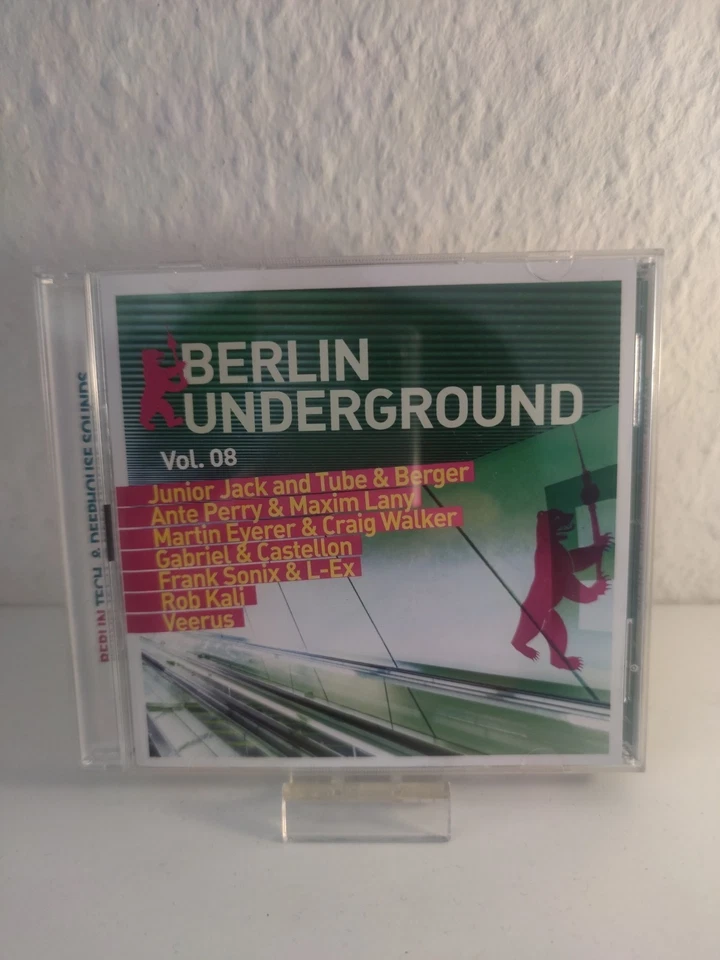 BERLIN
UNDERGROUND
Vol. 08
Junior Jack and Tube & Berger
Ante Perry & Maxim Lany
Martin Eyerer & Craig Walker
Gabriel & Castellon
Frank Sonix & L-Ex
Rob Kali
Veerus
BERLIN TECH & DEEPHOUSE SOUNDS